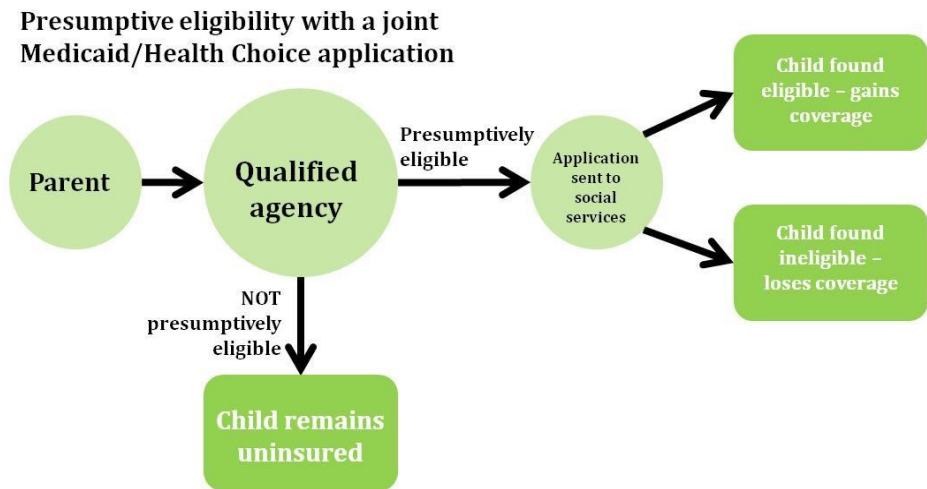 Presumptive eligibility with a joint
Medicaid/Health Choice application
Parent
Qualified
agency
Presumptively
eligible
Application
sent to
social
services
Child found
eligible – gains
coverage
Child found
ineligible –
loses coverage
NOT
presumptively
eligible
Child remains
uninsured